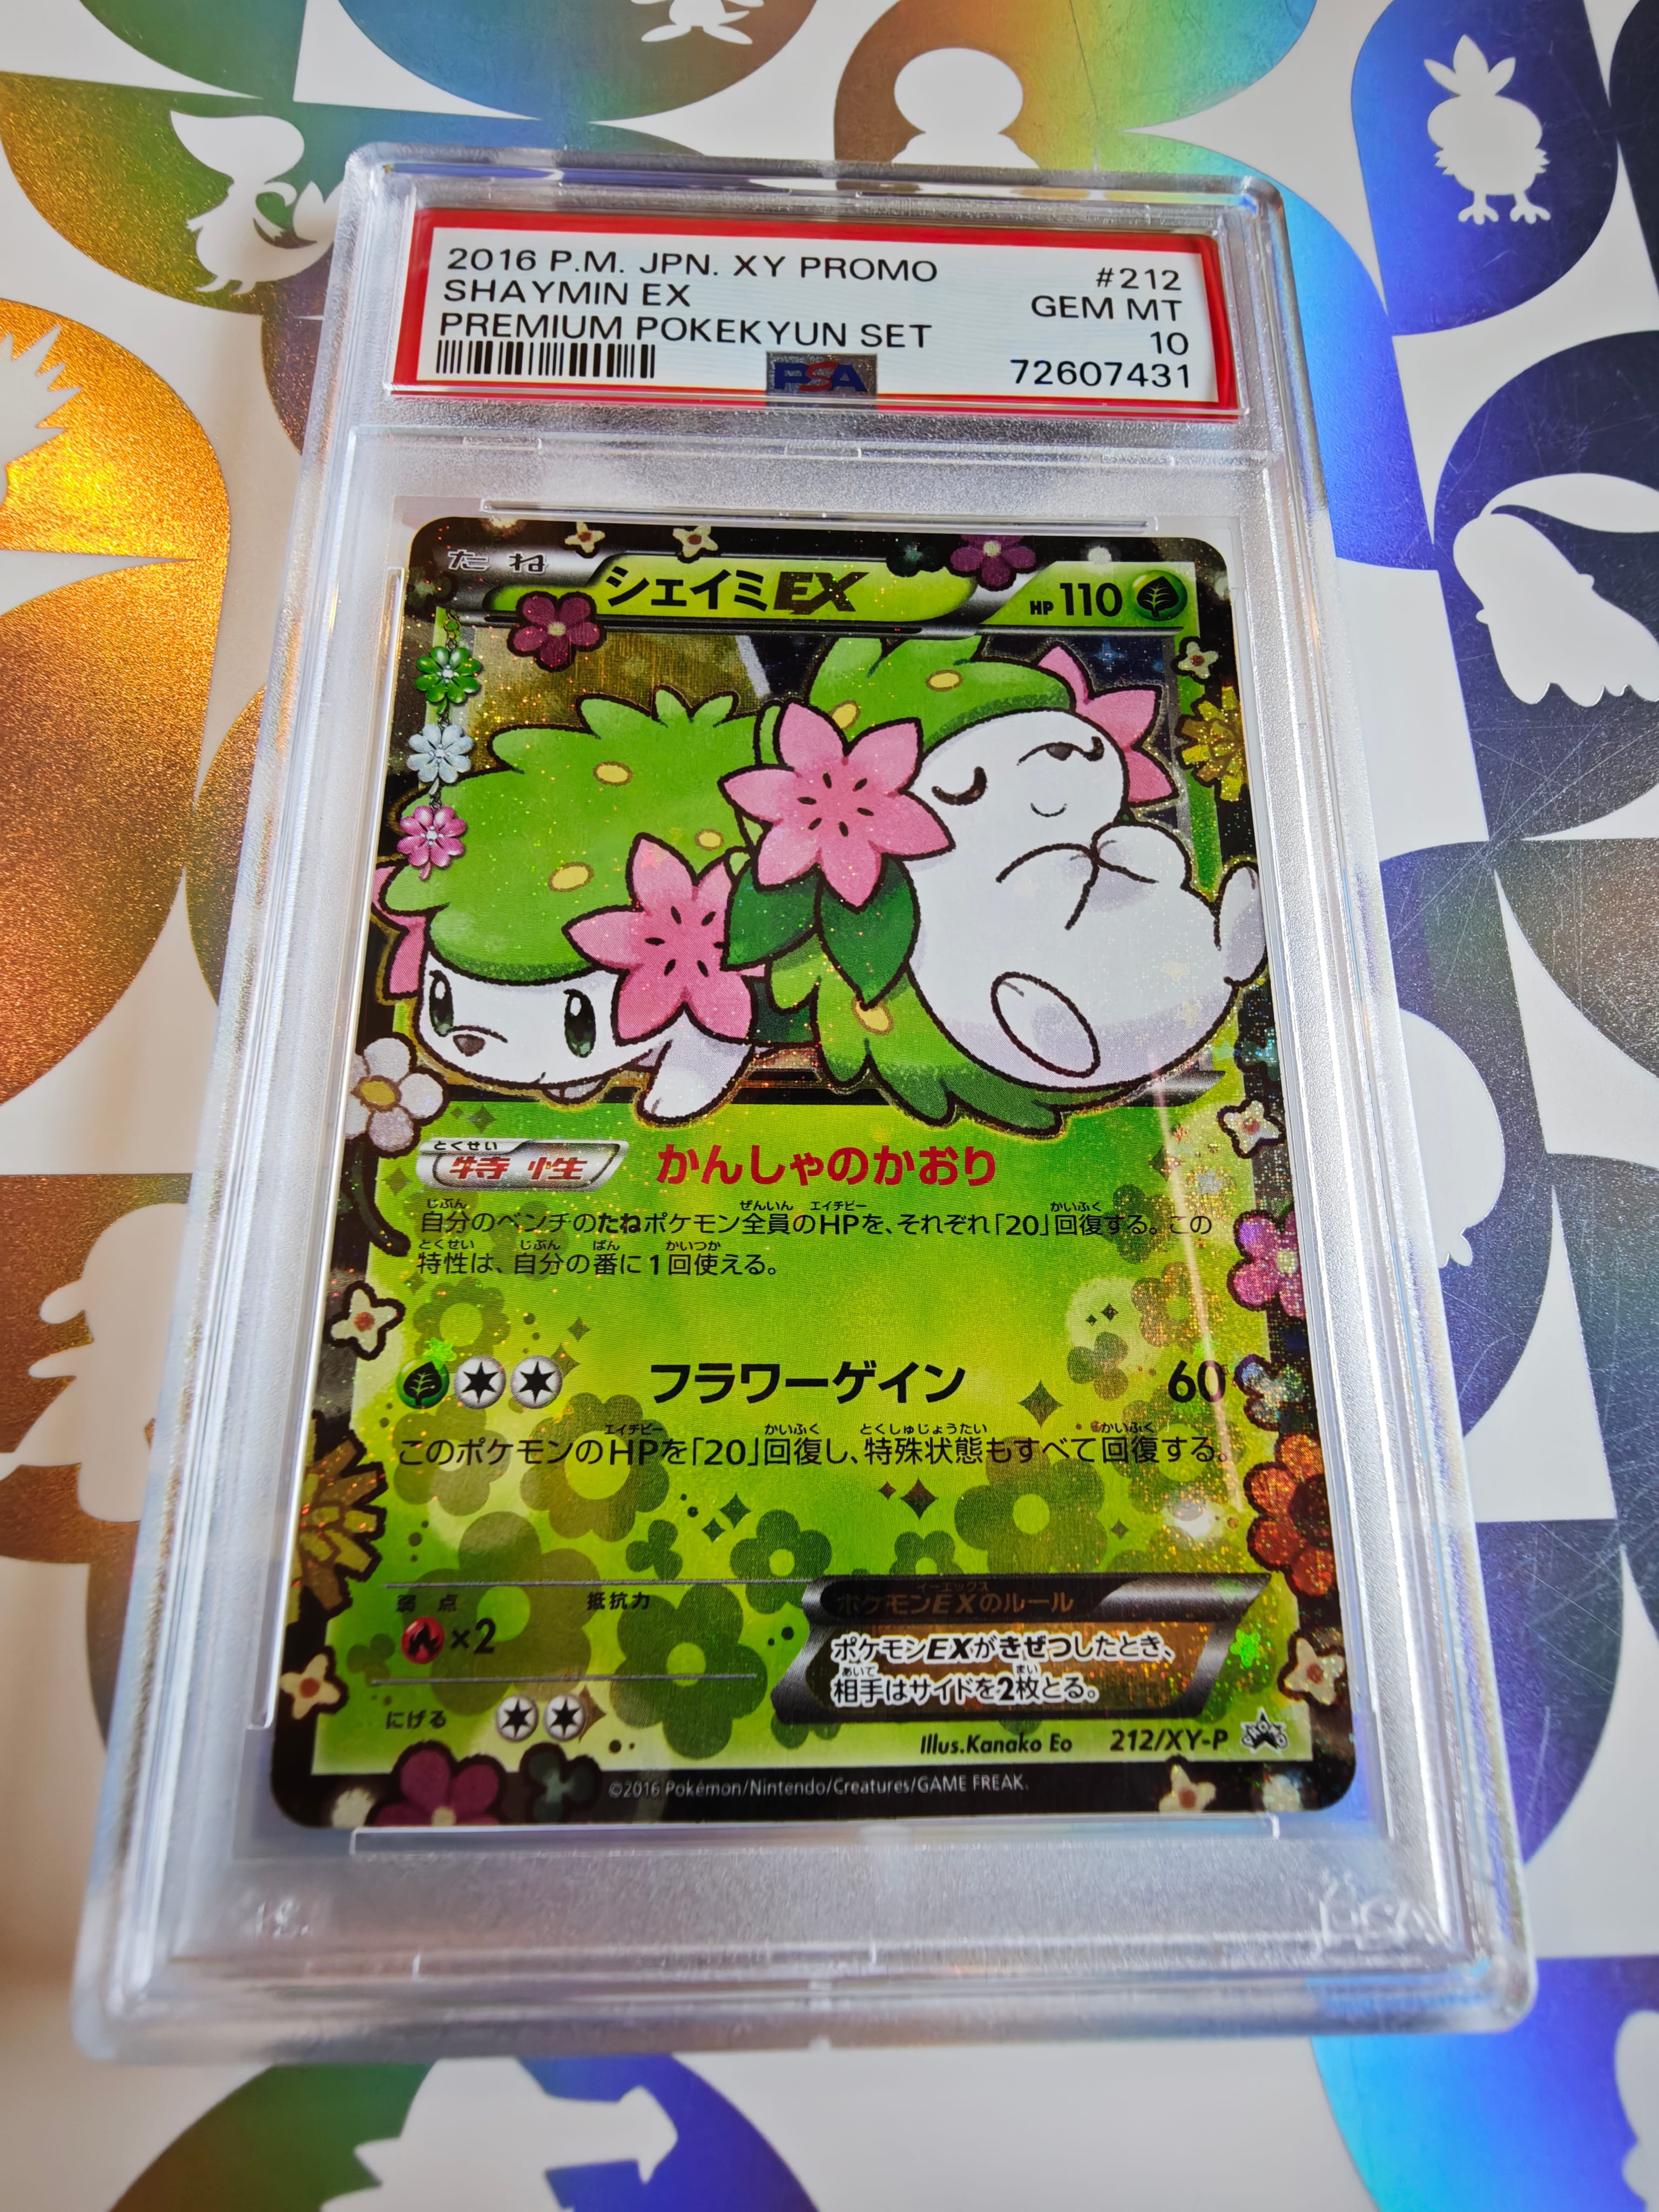 2016 P.M. JPN. XY PROMO #212
SHAYMIN EX GEM MT
PREMIUM POKEKYUN SET 10
PSA 72607431
たね シェイミEX HP110
とくせい
特性 かんしゃのかおり
じぶん ぜんいん エイチピー かいふく
自分のベンチのたねポケモン全員のHPを、それぞれ「20」回復する。この
とくせい じぶん ばん かいつか
特性は、自分の番に1回使える。
フラワーゲイン 60
エイチピー かいふく とくしゅじょうたい かいふく
このポケモンのHPを「20」回復し、特殊状態もすべて回復する。
弱点 抵抗力
×2
にげる
イーエックス
ポケモンEXのルール
ポケモンEXがきぜつしたとき、
あいて まい
相手はサイドを2枚とる。
Illus.Kanako Eo 212/XY-P
©2016 Pokémon/Nintendo/Creatures/GAME FREAK.